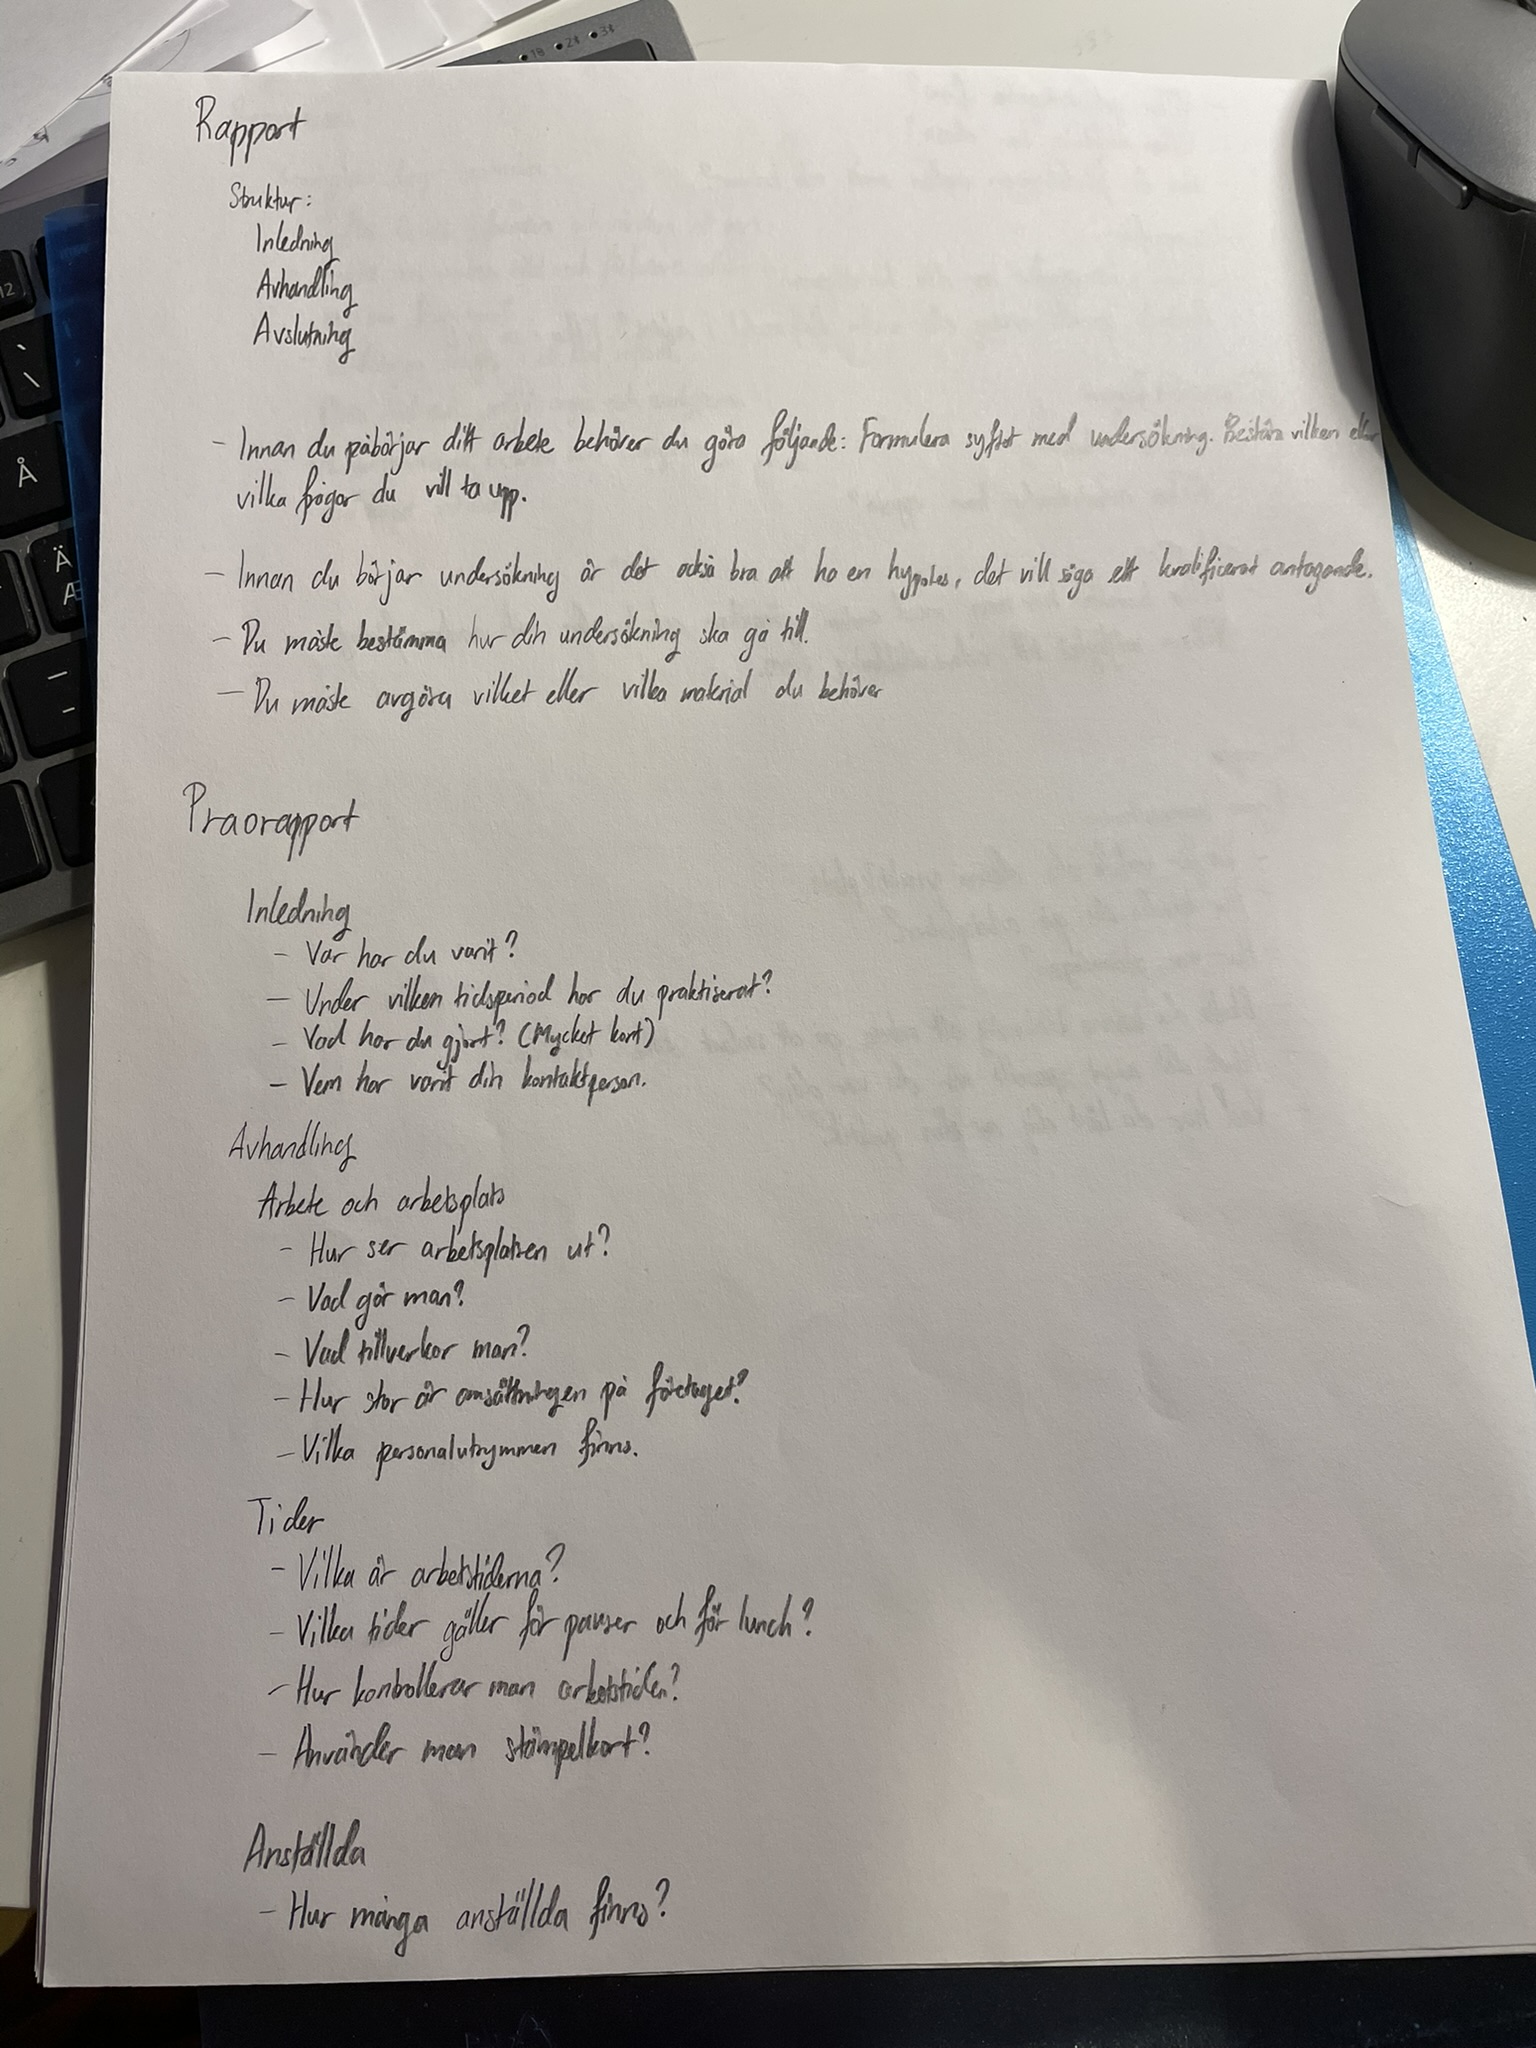 Rapport
Struktur:
Inledning
Avhandling
Avslutning
- Innan du påbörjar ditt arbete behöver du göra följande: Formulera syftet med undersökning. Bestäm vilken eller
vilka frågor du vill ta upp.
- Innan du börjar undersökning är det också bra att ha en hypotes, det vill säga ett kvalificerat antagande.
- Du måste bestämma hur din undersökning ska gå till.
- Du måste avgöra vilket eller vilka material du behöver
Praorapport
Inledning
- Var har du varit?
- Under vilken tidsperiod har du praktiserat?
- Vad har du gjort? (Mycket kort)
- Vem har varit din kontaktperson.
Avhandling
Arbete och arbetsplats
- Hur ser arbetsplatsen ut?
- Vad gör man?
- Vad tillverkar man?
- Hur stor är omsättningen på företaget?
- Vilka personalutrymmen finns.
Tider
- Vilka är arbetstiderna?
- Vilka tider gäller för pauser och för lunch?
- Hur kontrollerar man arbetstiden?
- Använder man stämpelkort?
Anställda
- Hur många anställda finns?
12
Å
Ä
Æ